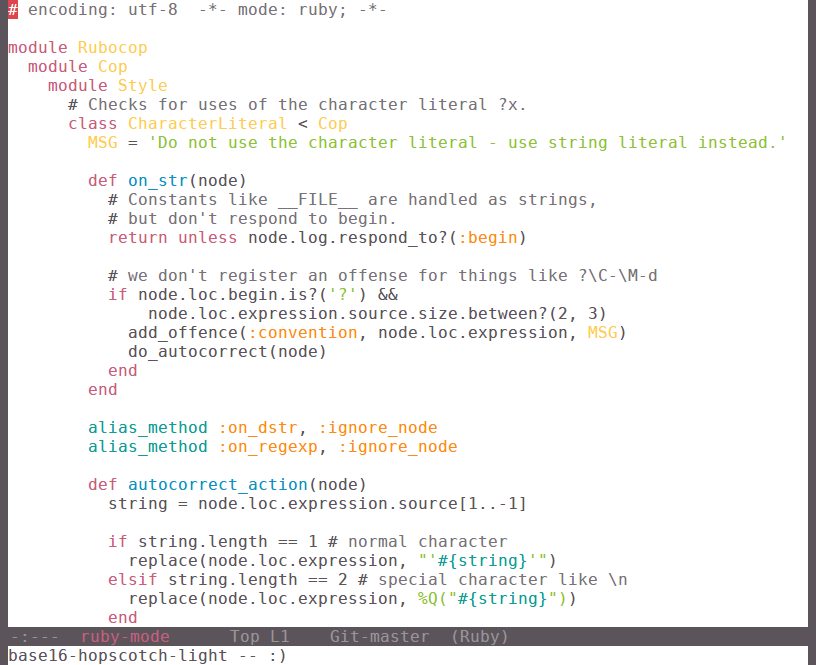 # encoding: utf-8  -*- mode: ruby; -*-

module Rubocop
  module Cop
    module Style
      # Checks for uses of the character literal ?x.
      class CharacterLiteral < Cop
        MSG = 'Do not use the character literal - use string literal instead.'

        def on_str(node)
          # Constants like __FILE__ are handled as strings,
          # but don't respond to begin.
          return unless node.log.respond_to?(:begin)

          # we don't register an offense for things like ?\C-\M-d
          if node.loc.begin.is?('?') &&
              node.loc.expression.source.size.between?(2, 3)
            add_offence(:convention, node.loc.expression, MSG)
            do_autocorrect(node)
          end
        end

        alias_method :on_dstr, :ignore_node
        alias_method :on_regexp, :ignore_node

        def autocorrect_action(node)
          string = node.loc.expression.source[1..-1]

          if string.length == 1 # normal character
            replace(node.loc.expression, "'#{string}'")
          elsif string.length == 2 # special character like \n
            replace(node.loc.expression, %Q("#{string}"))
          end
-:---  ruby-mode      Top L1    Git-master  (Ruby)
base16-hopscotch-light -- :)